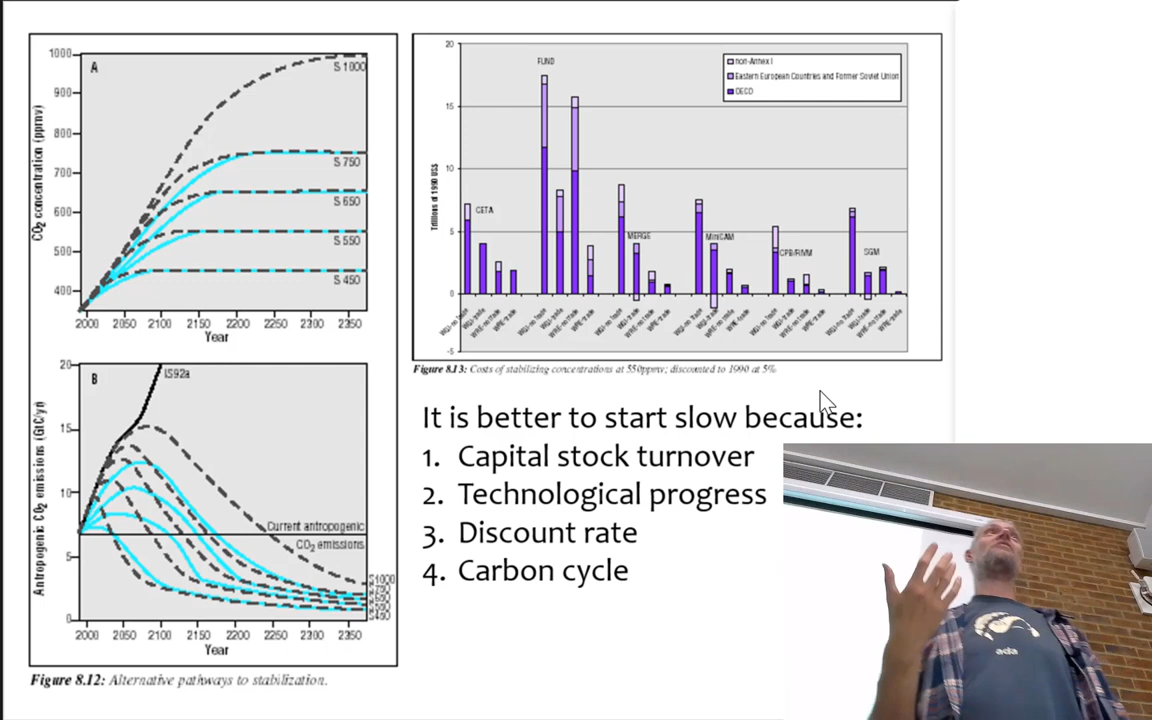 1000
A
S 1000
900
800
S 750
700
S 650
600
S 550
500
S 450
400
CO2 concentration (ppmv)
2000 2050 2100 2150 2200 2250 2300 2350
Year
20
B
IS92a
15
10
Current anthropogenic
CO2 emissions
5
0
S1000
Antropogenic CO2 emissions (GtC/yr)
2000 2050 2100 2150 2200 2250 2300 2350
Year
Figure 8.12: Alternative pathways to stabilization.
20
FUND
non-Annex I
Eastern European Countries and Former Soviet Union
OECD
15
10
5
0
-5
Trillions of 1990 US$
CETA
MERGE
MiniCAM
CPB/FIVM
SGM
Figure 8.13: Costs of stabilizing concentrations at 550ppmv; discounted to 1990 at 5%
It is better to start slow because:
1. Capital stock turnover
2. Technological progress
3. Discount rate
4. Carbon cycle